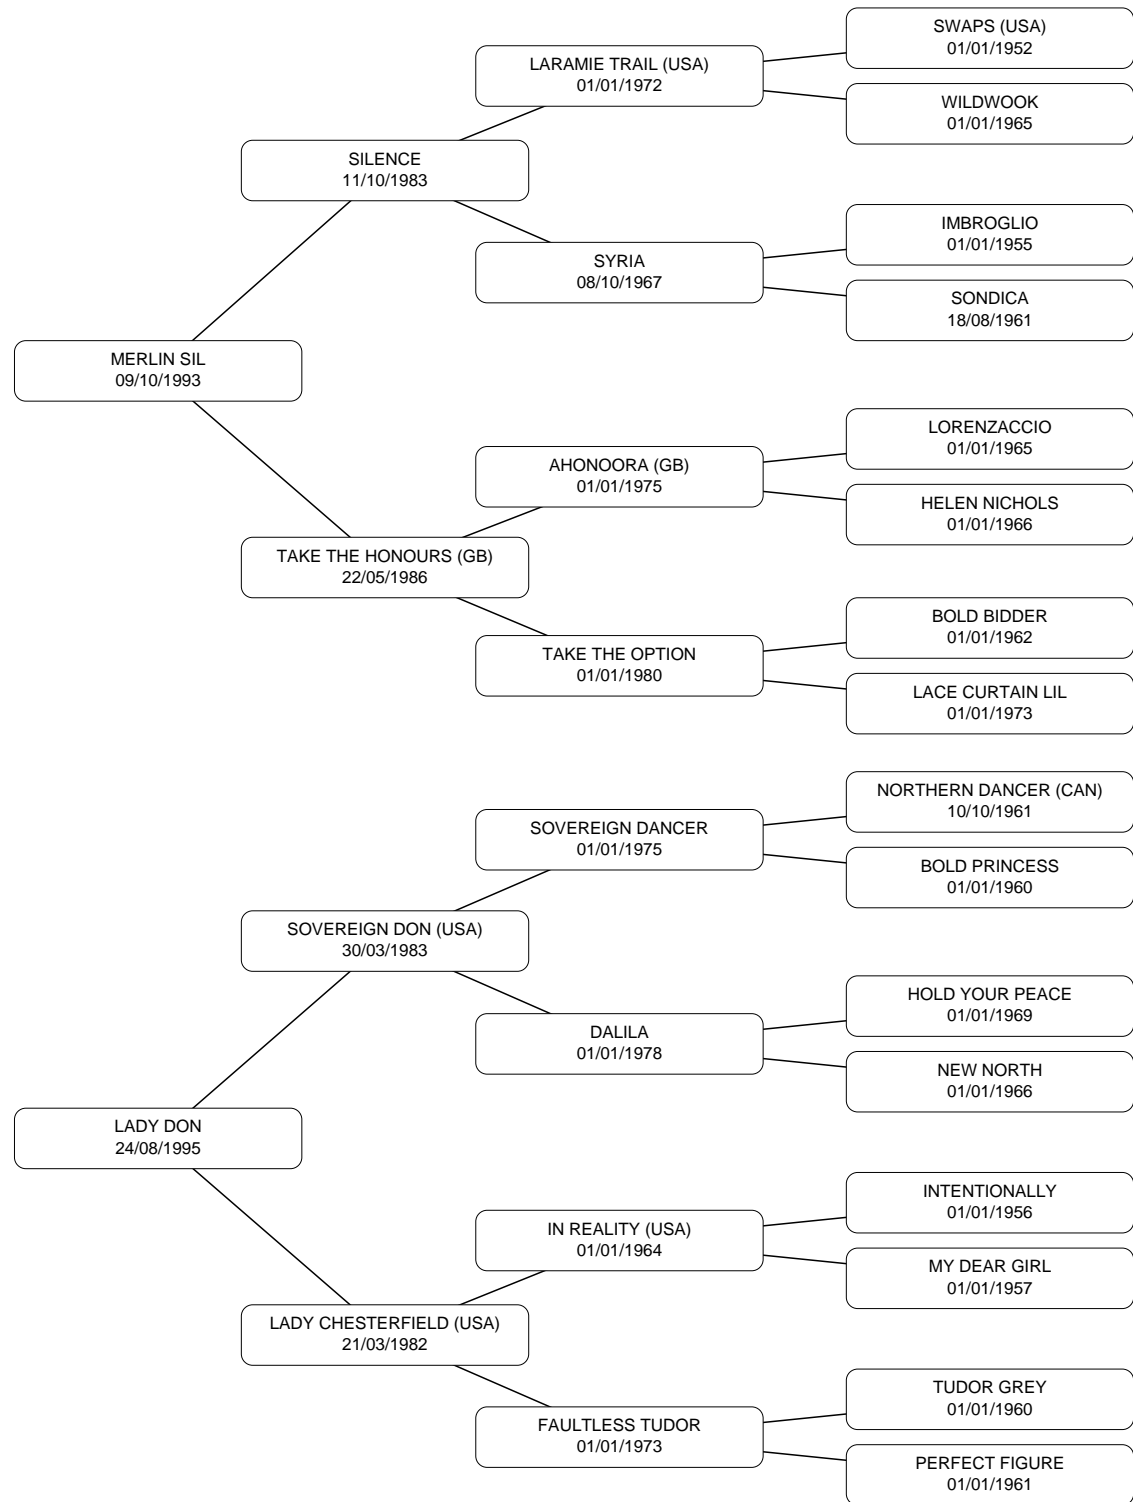 SWAPS (USA)
01/01/1952
LARAMIE TRAIL (USA)
01/01/1972
WILDWOOK
01/01/1965
SILENCE
11/10/1983
IMBROGLIO
01/01/1955
SYRIA
08/10/1967
SONDICA
18/08/1961
MERLIN SIL
09/10/1993
LORENZACCIO
01/01/1965
AHONOORA (GB)
01/01/1975
HELEN NICHOLS
01/01/1966
TAKE THE HONOURS (GB)
22/05/1986
BOLD BIDDER
01/01/1962
TAKE THE OPTION
01/01/1980
LACE CURTAIN LIL
01/01/1973
NORTHERN DANCER (CAN)
10/10/1961
SOVEREIGN DANCER
01/01/1975
BOLD PRINCESS
01/01/1960
SOVEREIGN DON (USA)
30/03/1983
HOLD YOUR PEACE
01/01/1969
DALILA
01/01/1978
NEW NORTH
01/01/1966
LADY DON
24/08/1995
INTENTIONALLY
01/01/1956
IN REALITY (USA)
01/01/1964
MY DEAR GIRL
01/01/1957
LADY CHESTERFIELD (USA)
21/03/1982
TUDOR GREY
01/01/1960
FAULTLESS TUDOR
01/01/1973
PERFECT FIGURE
01/01/1961